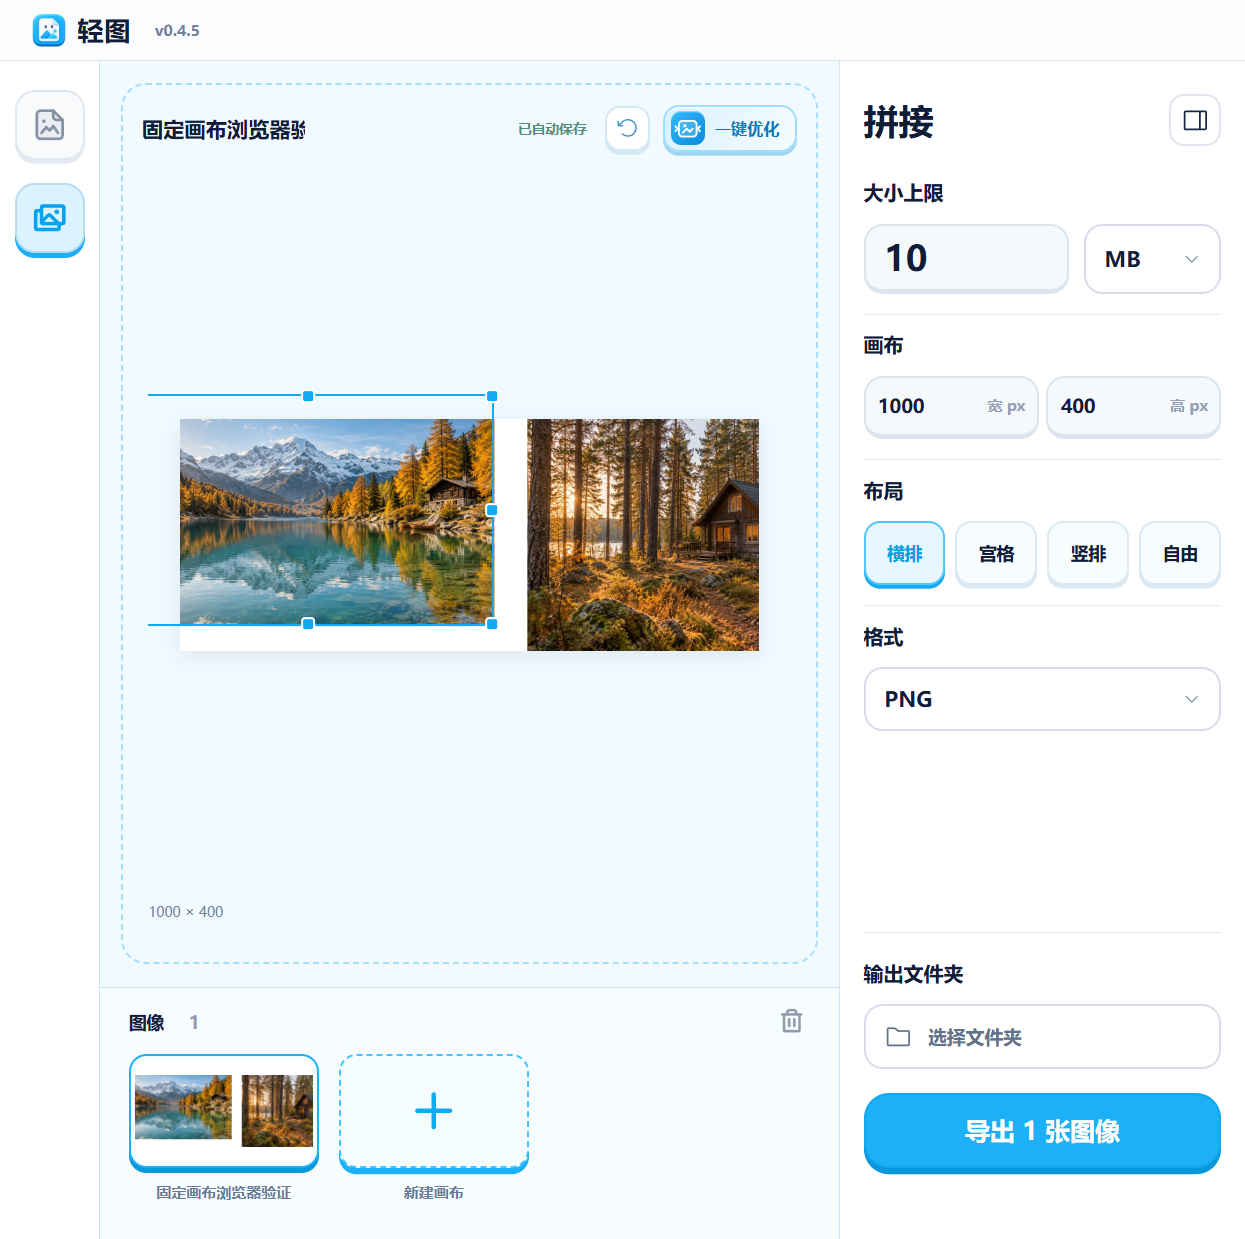 轻图 v0.4.5
固定画布浏览器验
已自动保存
一键优化
1000 × 400
图像 1
固定画布浏览器验证
新建画布
拼接
大小上限
10 MB
画布
1000 宽 px 400 高 px
布局
横排 宫格 竖排 自由
格式
PNG
输出文件夹
选择文件夹
导出 1 张图像